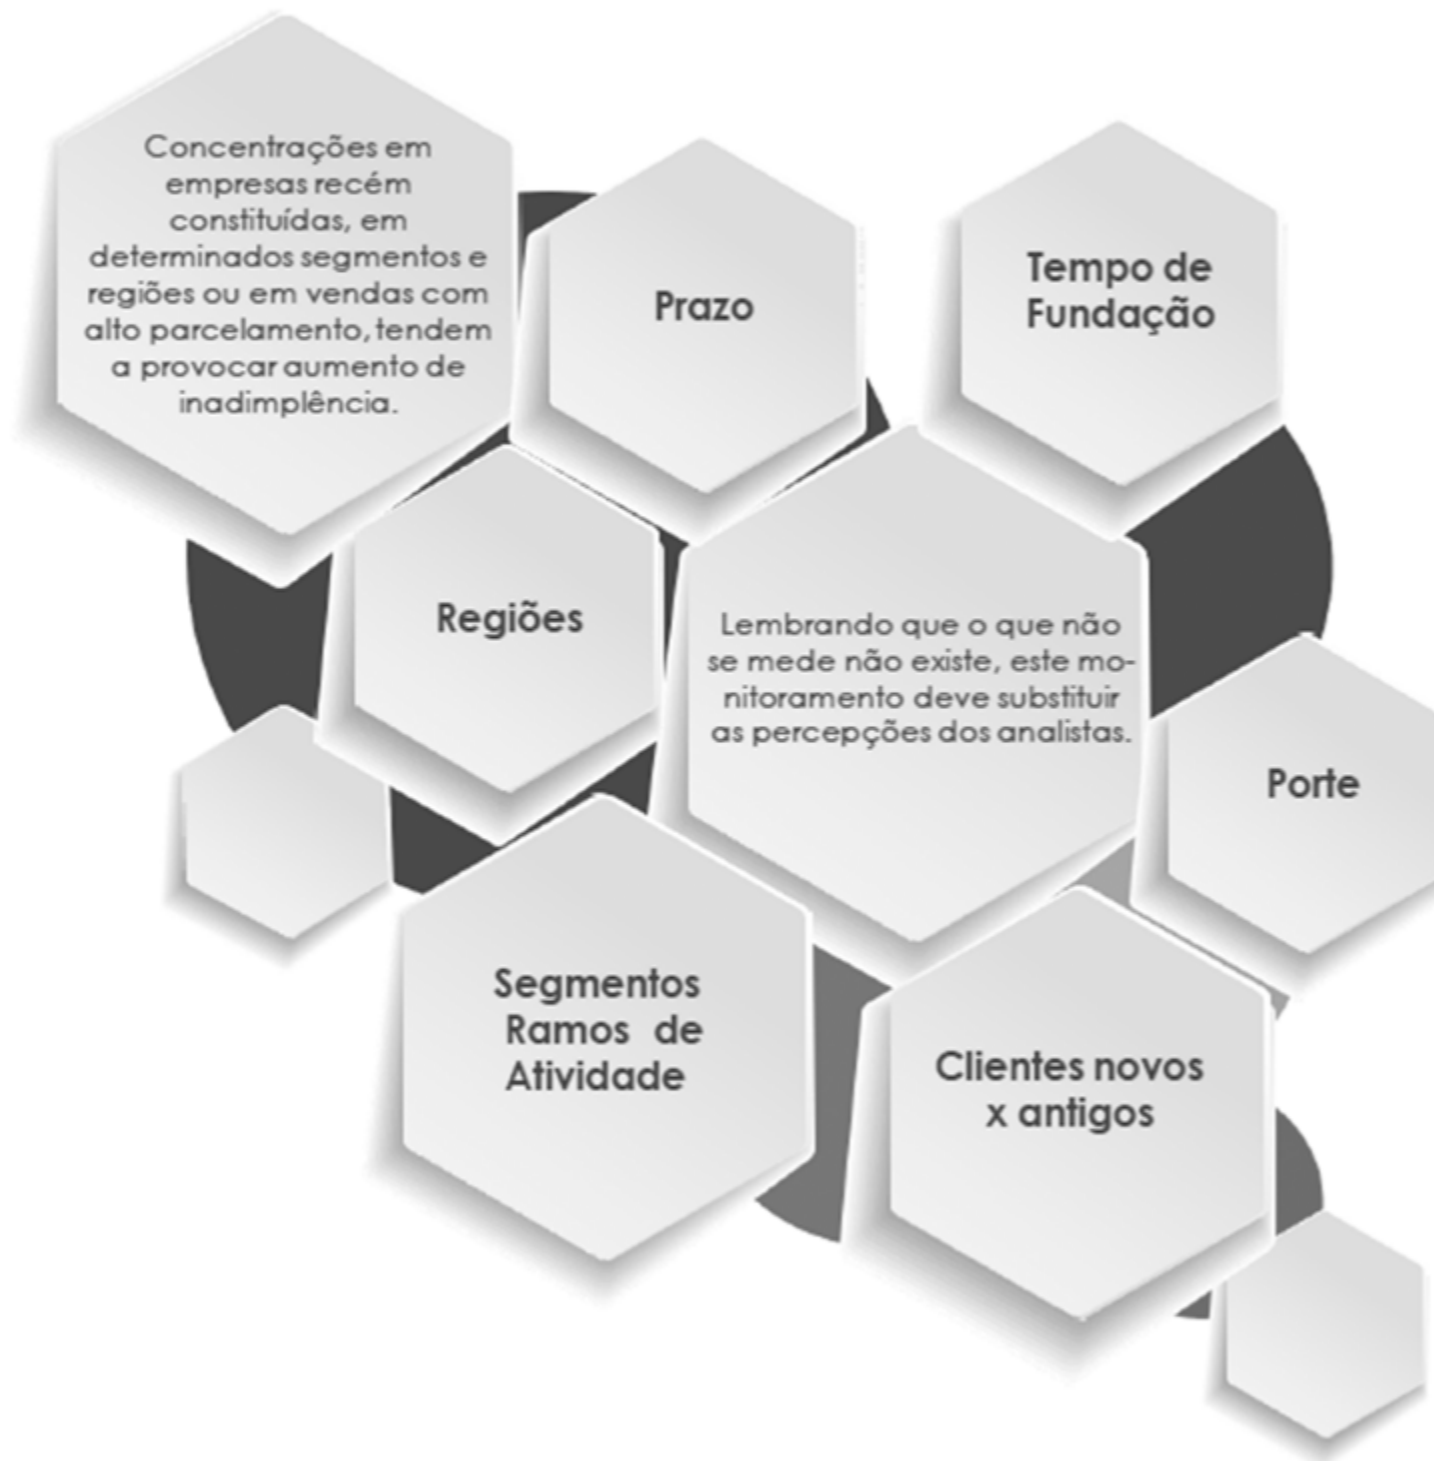 Concentrações em
empresas recém
constituídas, em
determinados segmentos e
regiões ou em vendas com
alto parcelamento, tendem
a provocar aumento de
inadimplência.
Prazo
Tempo de
Fundação
Regiões
Lembrando que o que não
se mede não existe, este mo-
nitoramento deve substituir
as percepções dos analistas.
Porte
Segmentos
Ramos de
Atividade
Clientes novos
x antigos